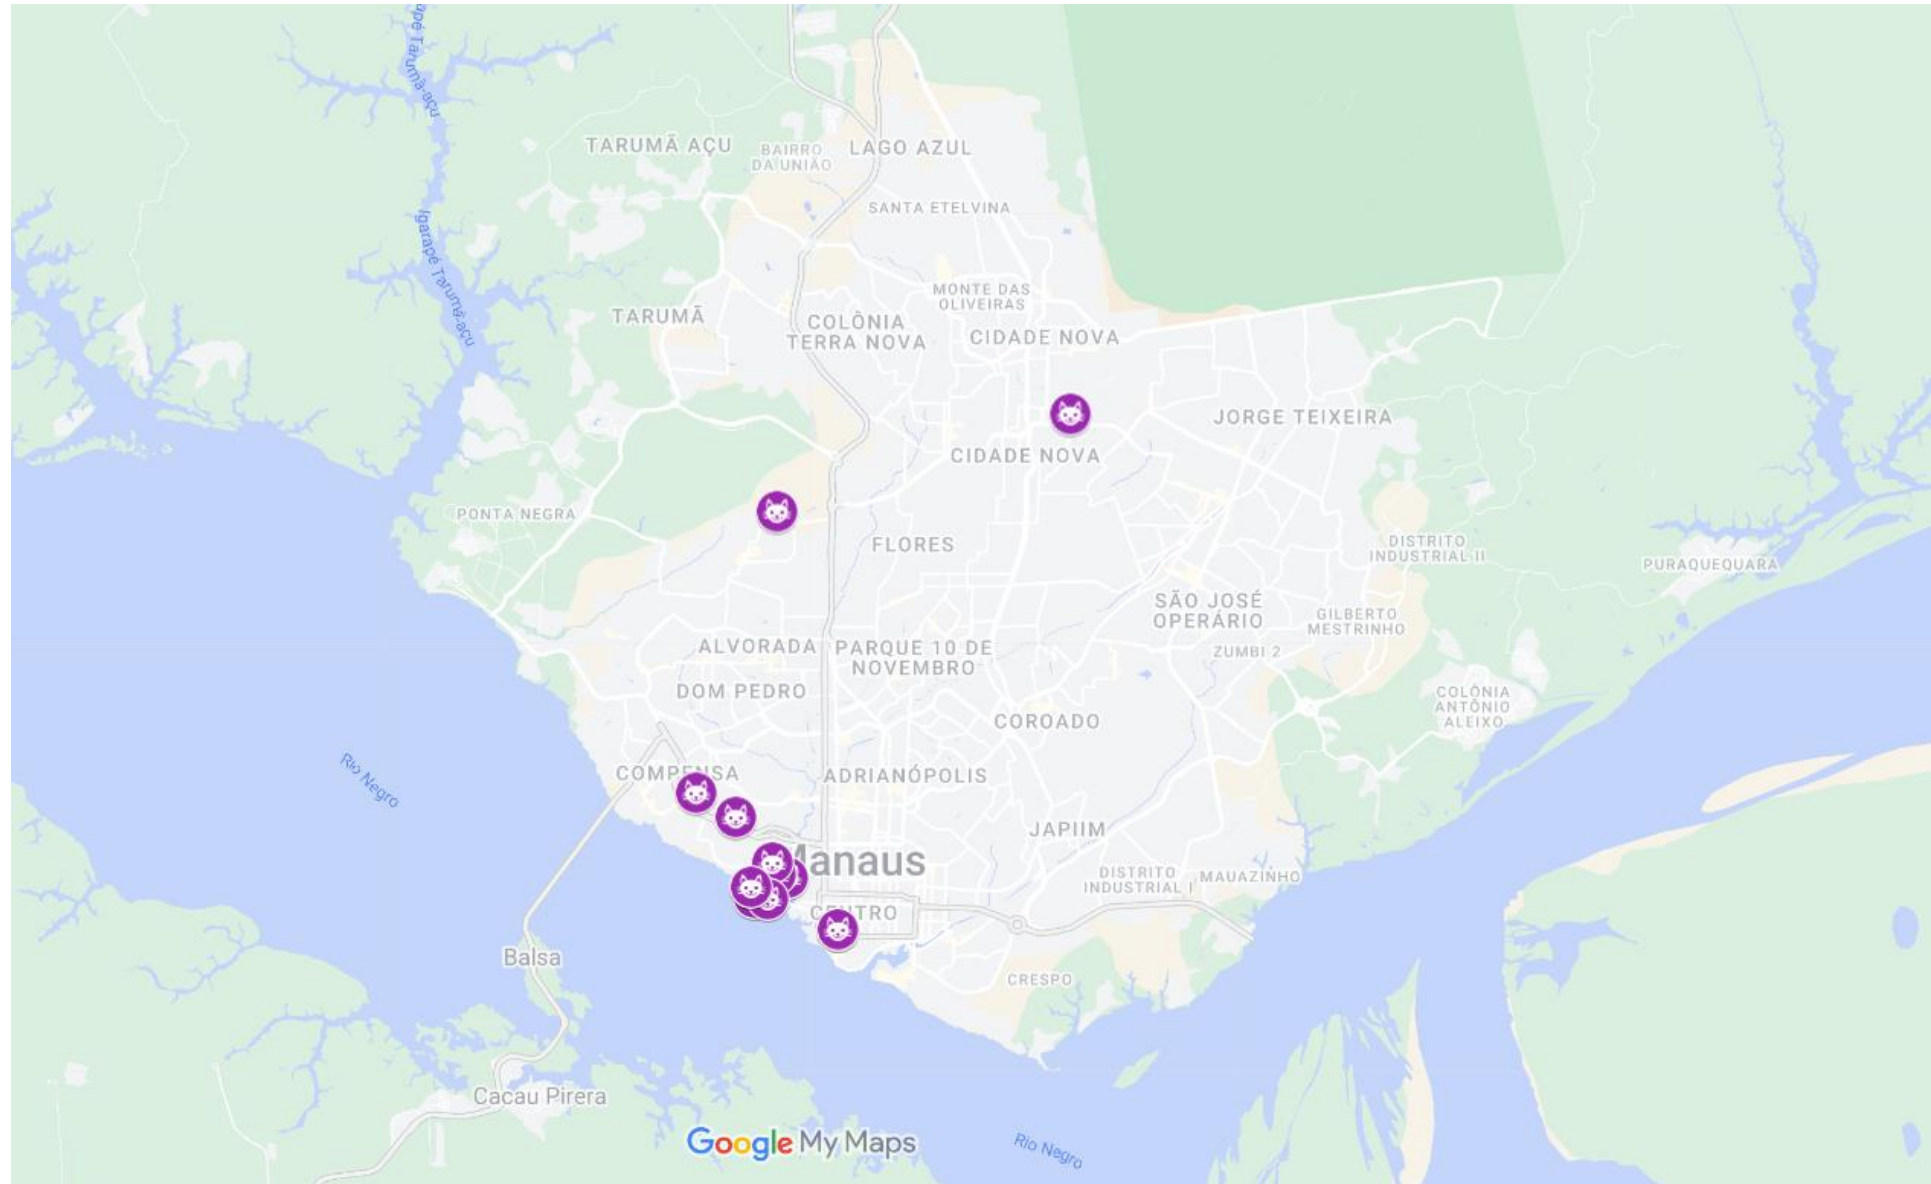 Igarapé Tarumã-açu
TARUMÃ AÇU
BAIRRO
DA UNIÃO
LAGO AZUL
SANTA ETELVINA
Igarapé Tarumã-açu
MONTE DAS
OLIVEIRAS
TARUMÃ
COLÔNIA
TERRA NOVA
CIDADE NOVA
JORGE TEIXEIRA
CIDADE NOVA
PONTA NEGRA
FLORES
DISTRITO
INDUSTRIAL II
PURAQUEQUARA
SÃO JOSÉ
OPERÁRIO
GILBERTO
MESTRINHO
ALVORADA
PARQUE 10 DE
NOVEMBRO
ZUMBI 2
DOM PEDRO
COLÔNIA
ANTÔNIO
ALEIXO
COROADO
Rio Negro
COMPENSA
ADRIANÓPOLIS
JAPIIM
Manaus
DISTRITO
INDUSTRIAL I
MAUAZINHO
CENTRO
Balsa
CRESPO
Cacau Pirera
Google My Maps
Rio Negro